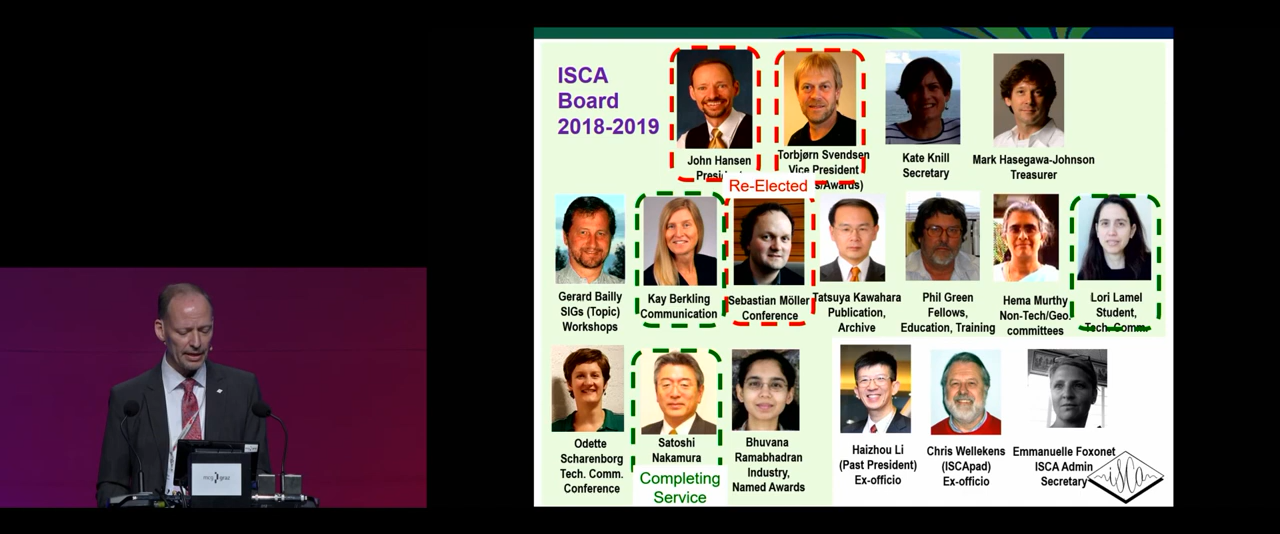 ISCA
Board
2018-2019
John Hansen
Torbjørn Svendsen
Vice President
s/Awards)
Re-Elected
Kate Knill
Secretary
Mark Hasegawa-Johnson
Treasurer
Gerard Bailly
SIGs (Topic)
Workshops
Kay Berkling
Communication
Sebastian Möller
Conference
Tatsuya Kawahara
Publication,
Archive
Phil Green
Fellows,
Education, Training
Hema Murthy
Non-Tech/Geo.
committees
Lori Lamel
Student,
Tech. Comm.
Odette
Scharenborg
Tech. Comm.
Conference
Satoshi
Nakamura
Completing
Service
Bhuvana
Ramabhadran
Industry,
Named Awards
Haizhou Li
(Past President)
Ex-officio
Chris Wellekens
(ISCApad)
Ex-officio
Emmanuelle Foxonet
ISCA Admin
Secretary
isca
graz